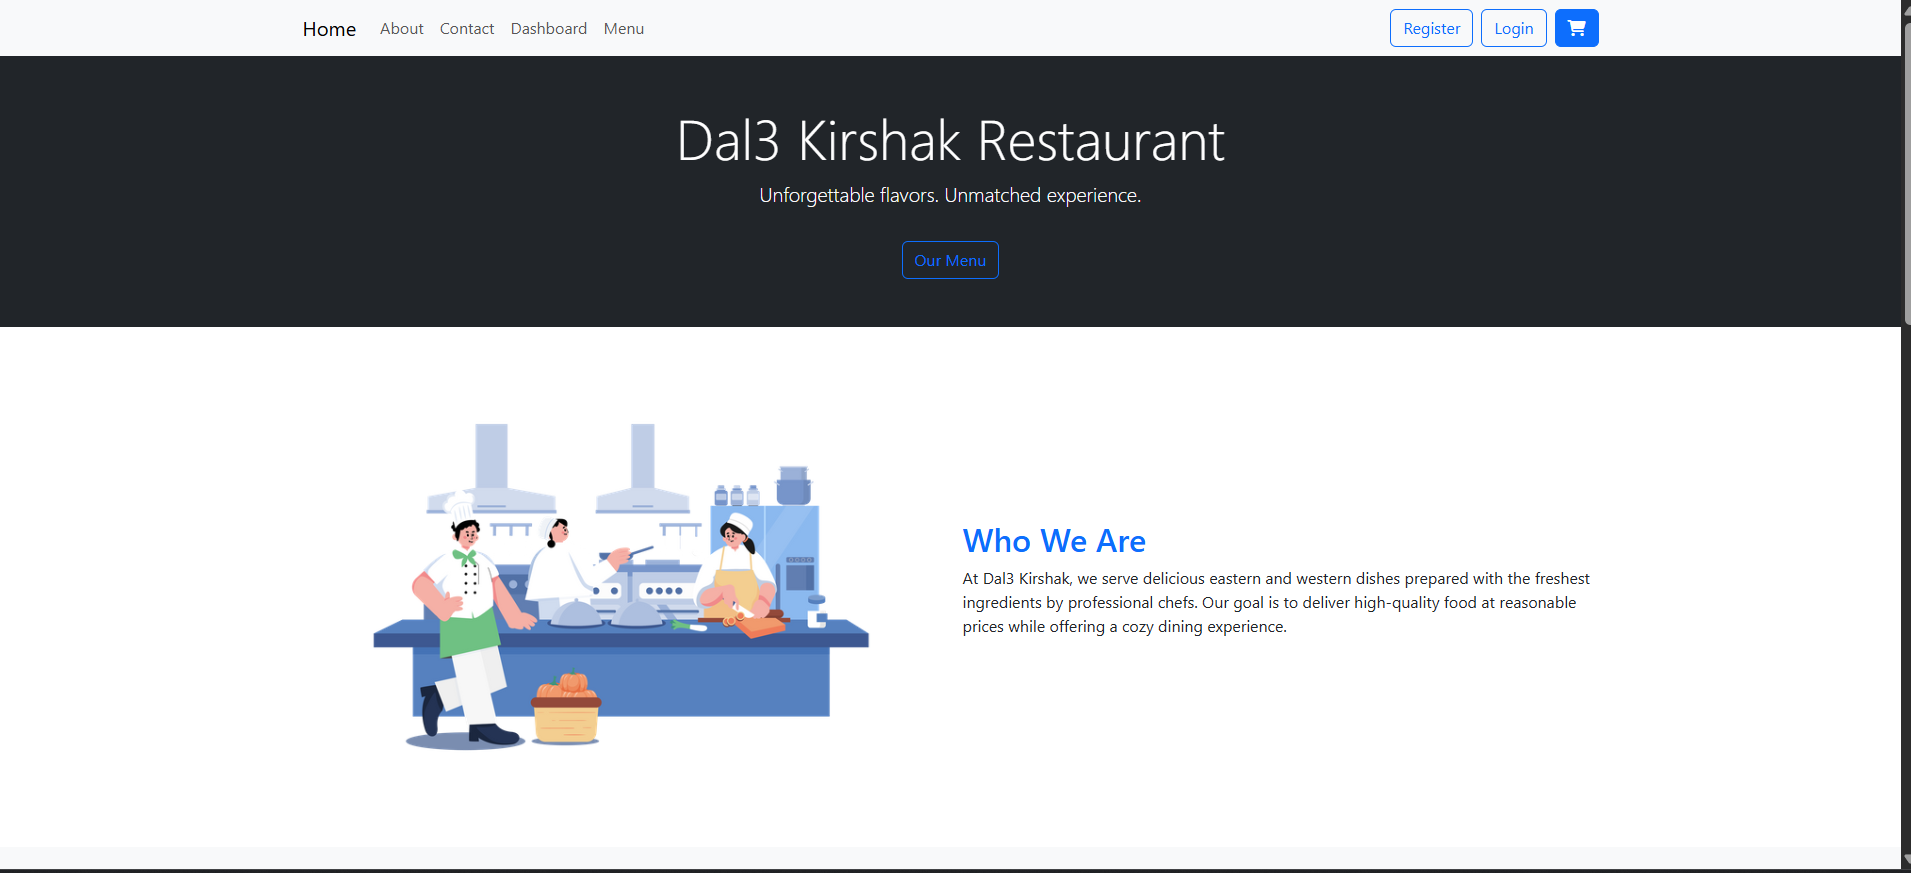 Home About Contact Dashboard Menu Register Login
Dal3 Kirshak Restaurant
Unforgettable flavors. Unmatched experience.
Our Menu
Who We Are
At Dal3 Kirshak, we serve delicious eastern and western dishes prepared with the freshest
ingredients by professional chefs. Our goal is to deliver high-quality food at reasonable
prices while offering a cozy dining experience.